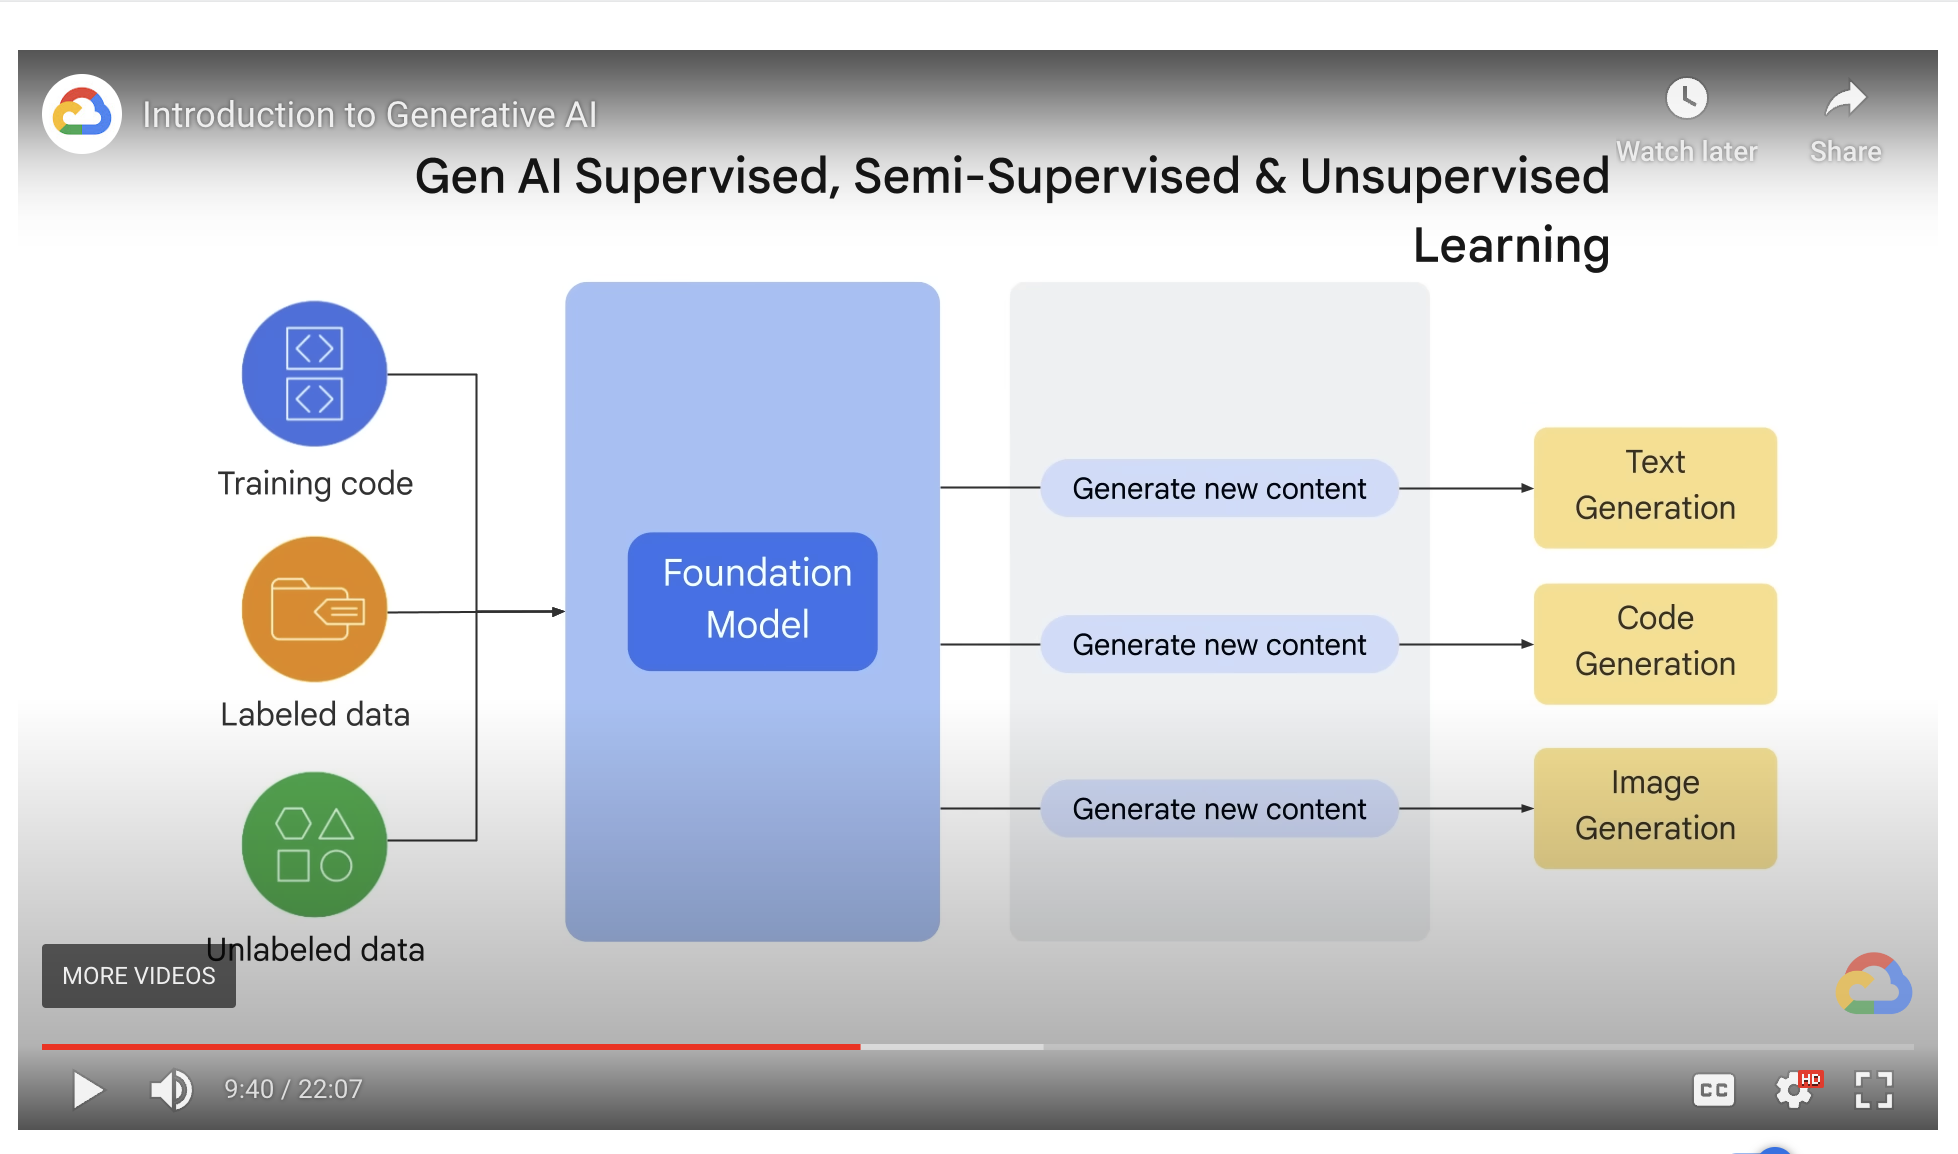 Introduction to Generative AI
Watch later
Share
Gen AI Supervised, Semi-Supervised & Unsupervised
Learning
Training code
Labeled data
Unlabeled data
Foundation
Model
Generate new content
Generate new content
Generate new content
Text
Generation
Code
Generation
Image
Generation
MORE VIDEOS
9:40 / 22:07
CC
HD